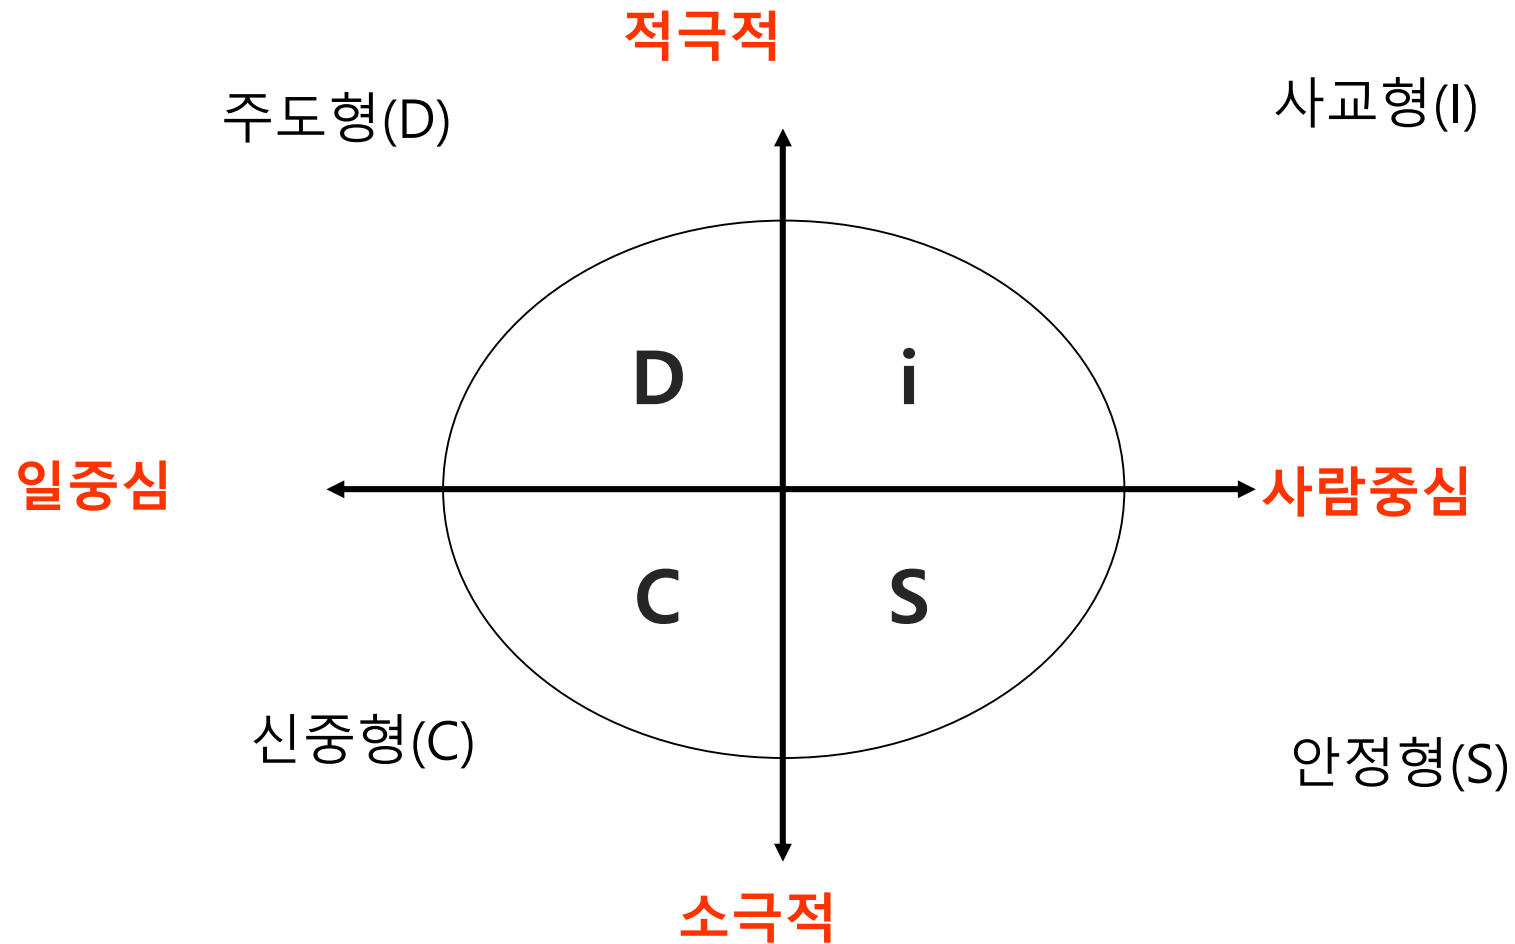 적극적
주도형(D)
사교형(I)
D
i
일중심
사람중심
C
S
신중형(C)
안정형(S)
소극적